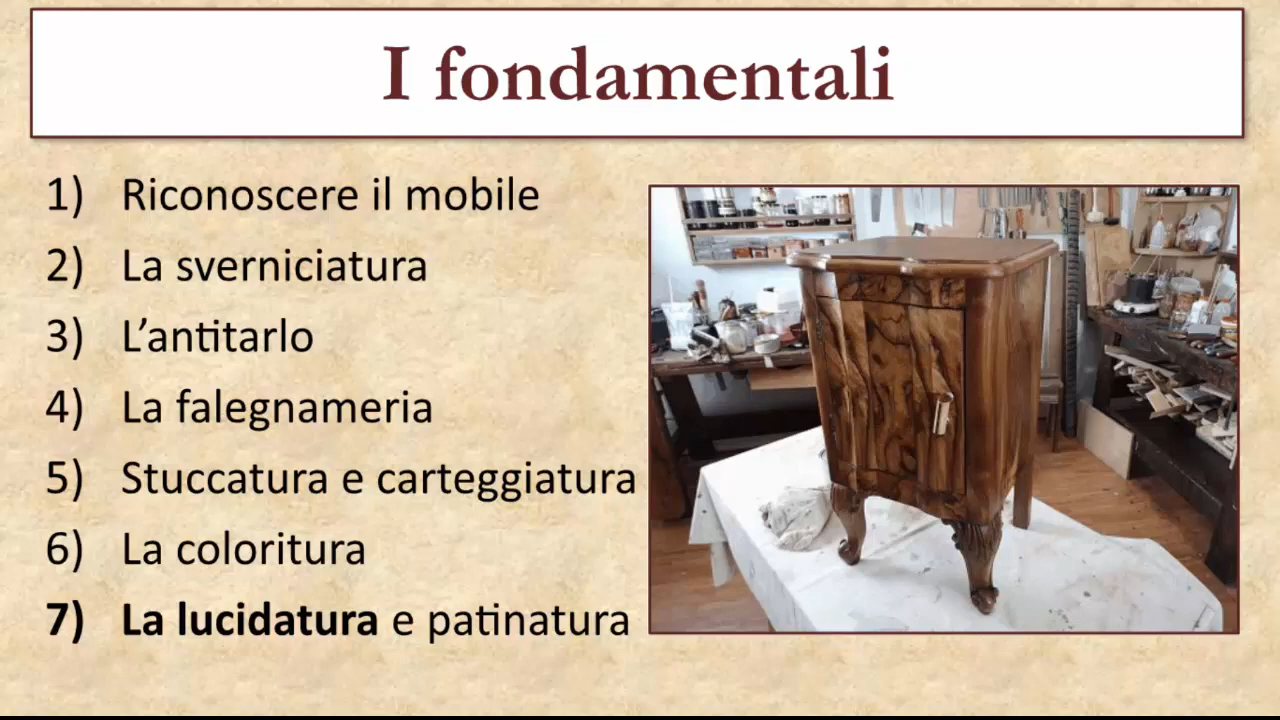 I fondamentali
1) Riconoscere il mobile
2) La sverniciatura
3) L’antitarlo
4) La falegnameria
5) Stuccatura e carteggiatura
6) La coloritura
7) La lucidatura e patinatura